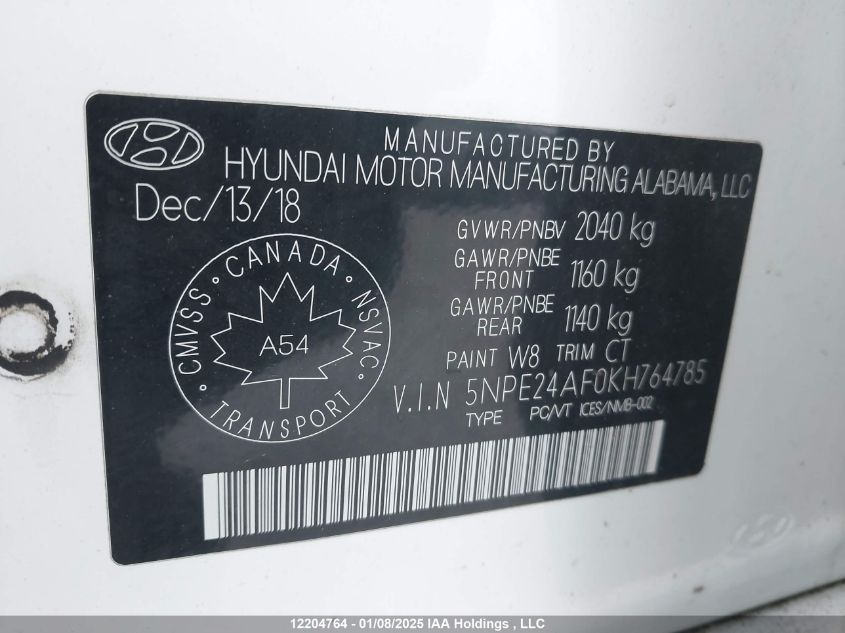 MANUFACTURED BY
HYUNDAI MOTOR MANUFACTURING ALABAMA, LLC
Dec/13/18
GVWR/PNBV 2040 kg
GAWR/PNBE
FRONT 1160 kg
GAWR/PNBE
REAR 1140 kg
PAINT W8 TRIM CT
V.I.N 5NPE24AF0KH764785
TYPE PC/VT ICES/NMB-002
CANADA
CMVSS • NSVAC
A54
TRANSPORT
12204764 - 01/08/2025 IAA Holdings , LLC